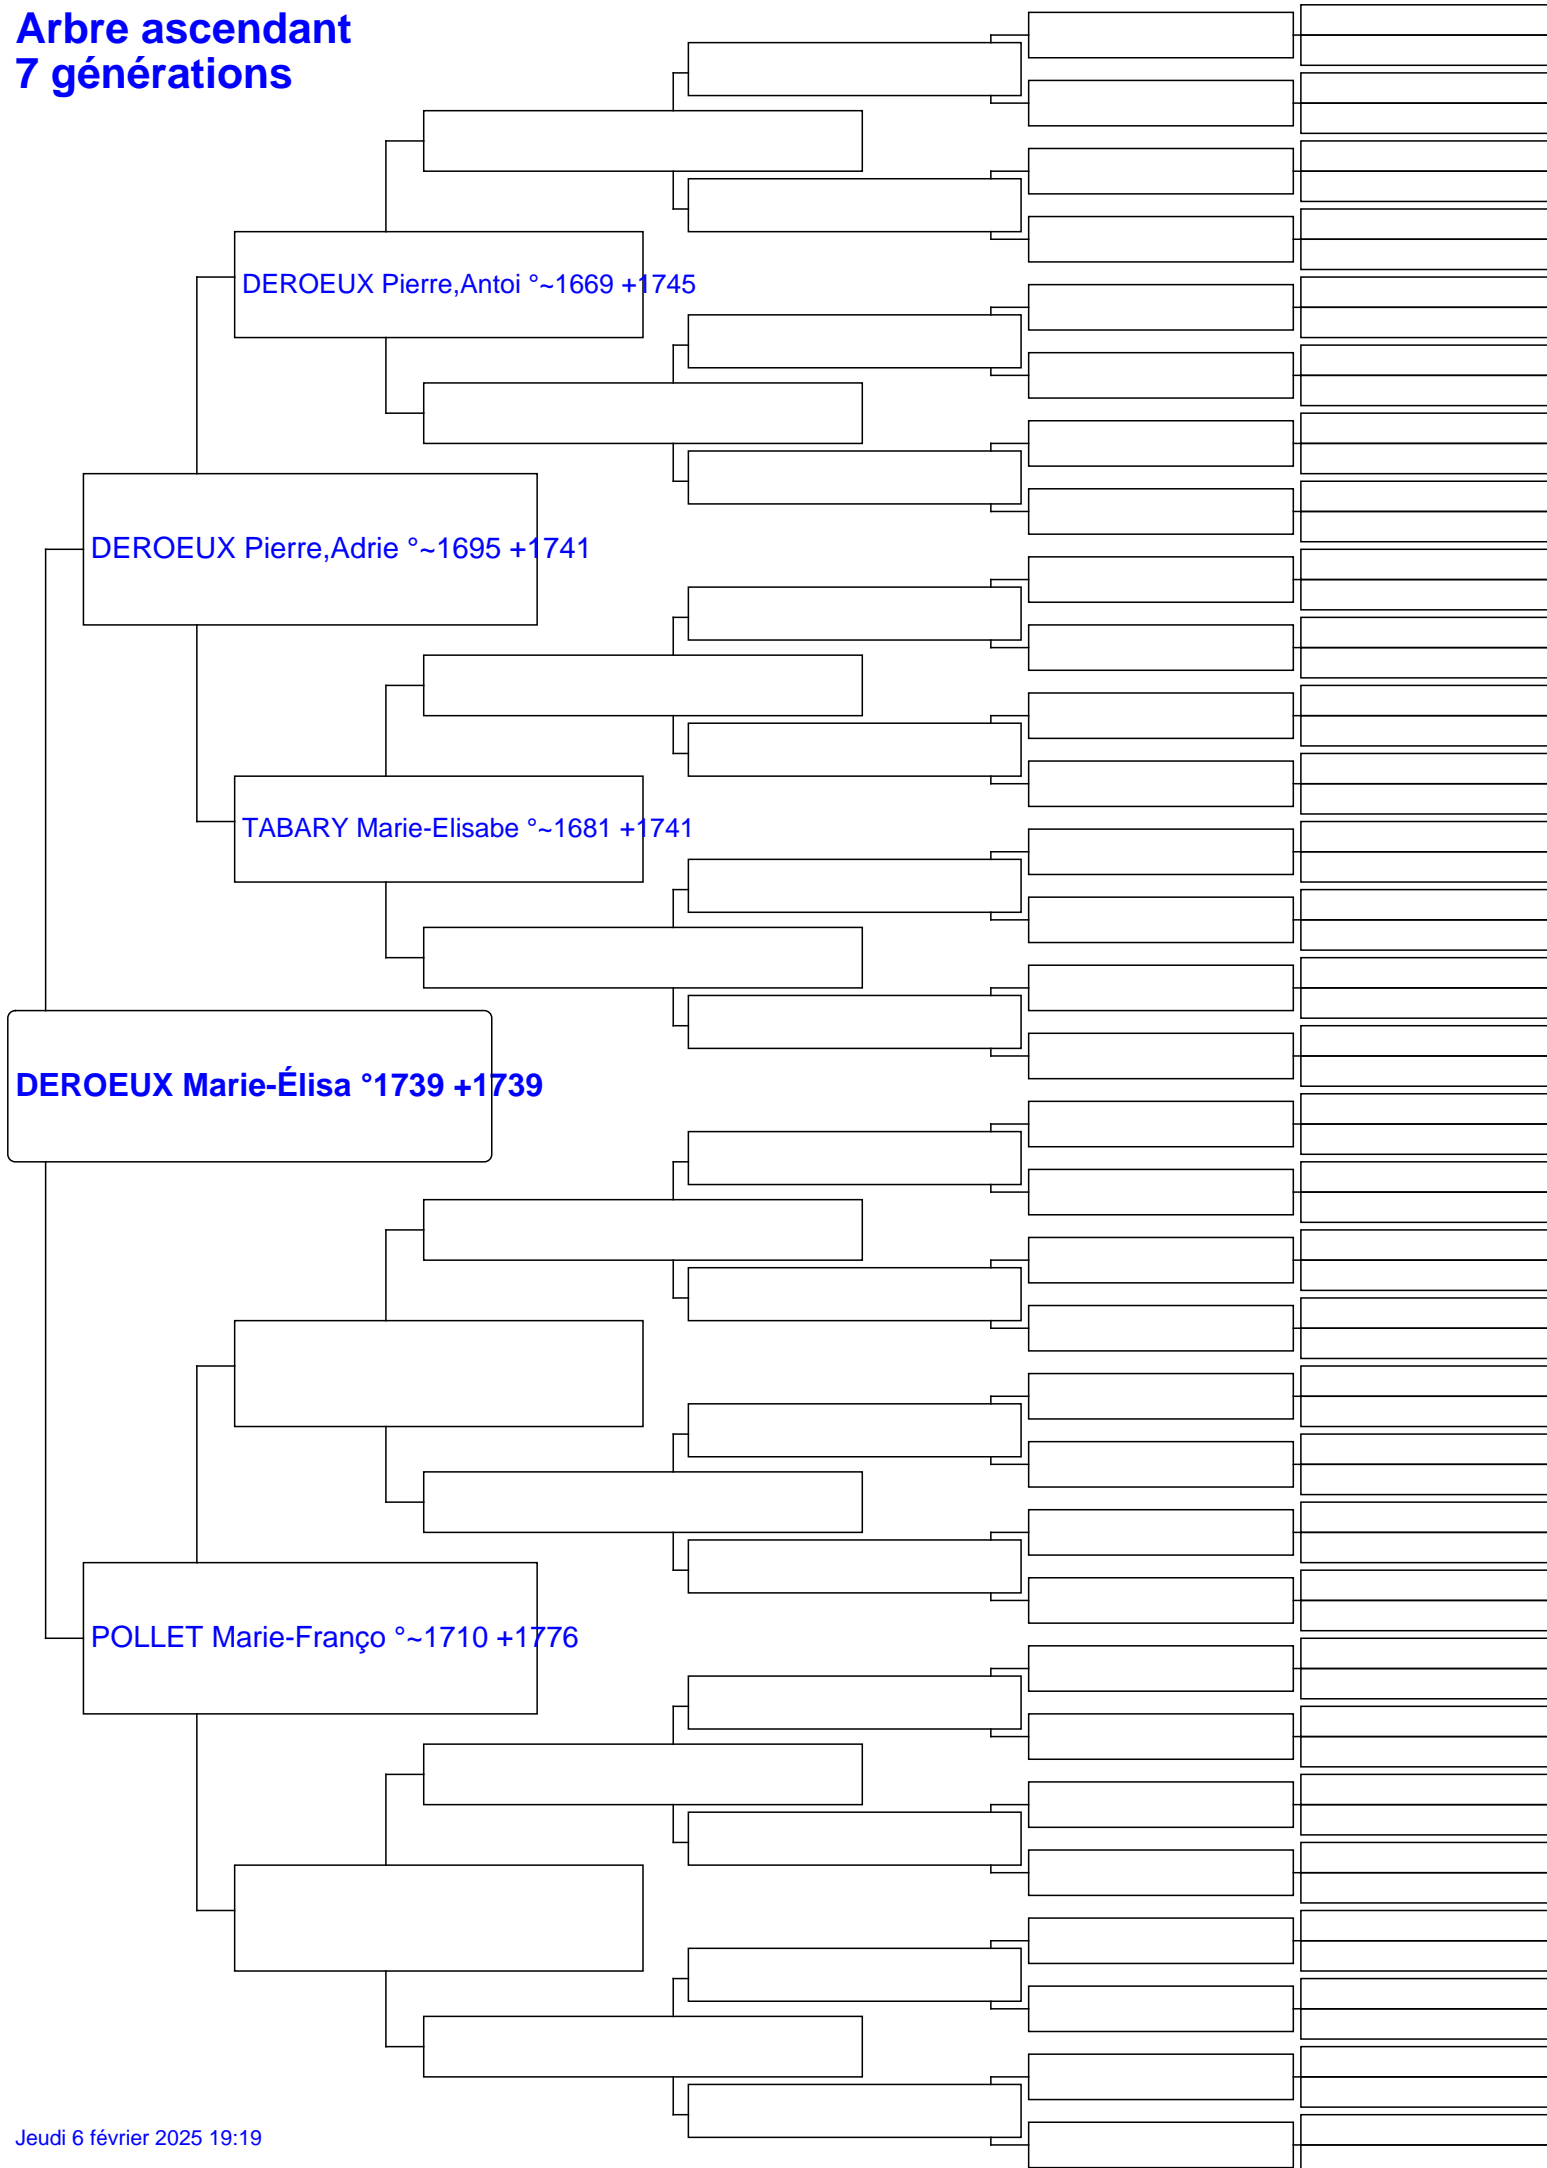 Arbre ascendant
7 générations
DEROEUX Pierre,Antoi °~1669 +1745
DEROEUX Pierre,Adrie °~1695 +1741
TABARY Marie-Elisabe °~1681 +1741
DEROEUX Marie-Élisa °1739 +1739
POLLET Marie-Franço °~1710 +1776
Jeudi 6 février 2025 19:19